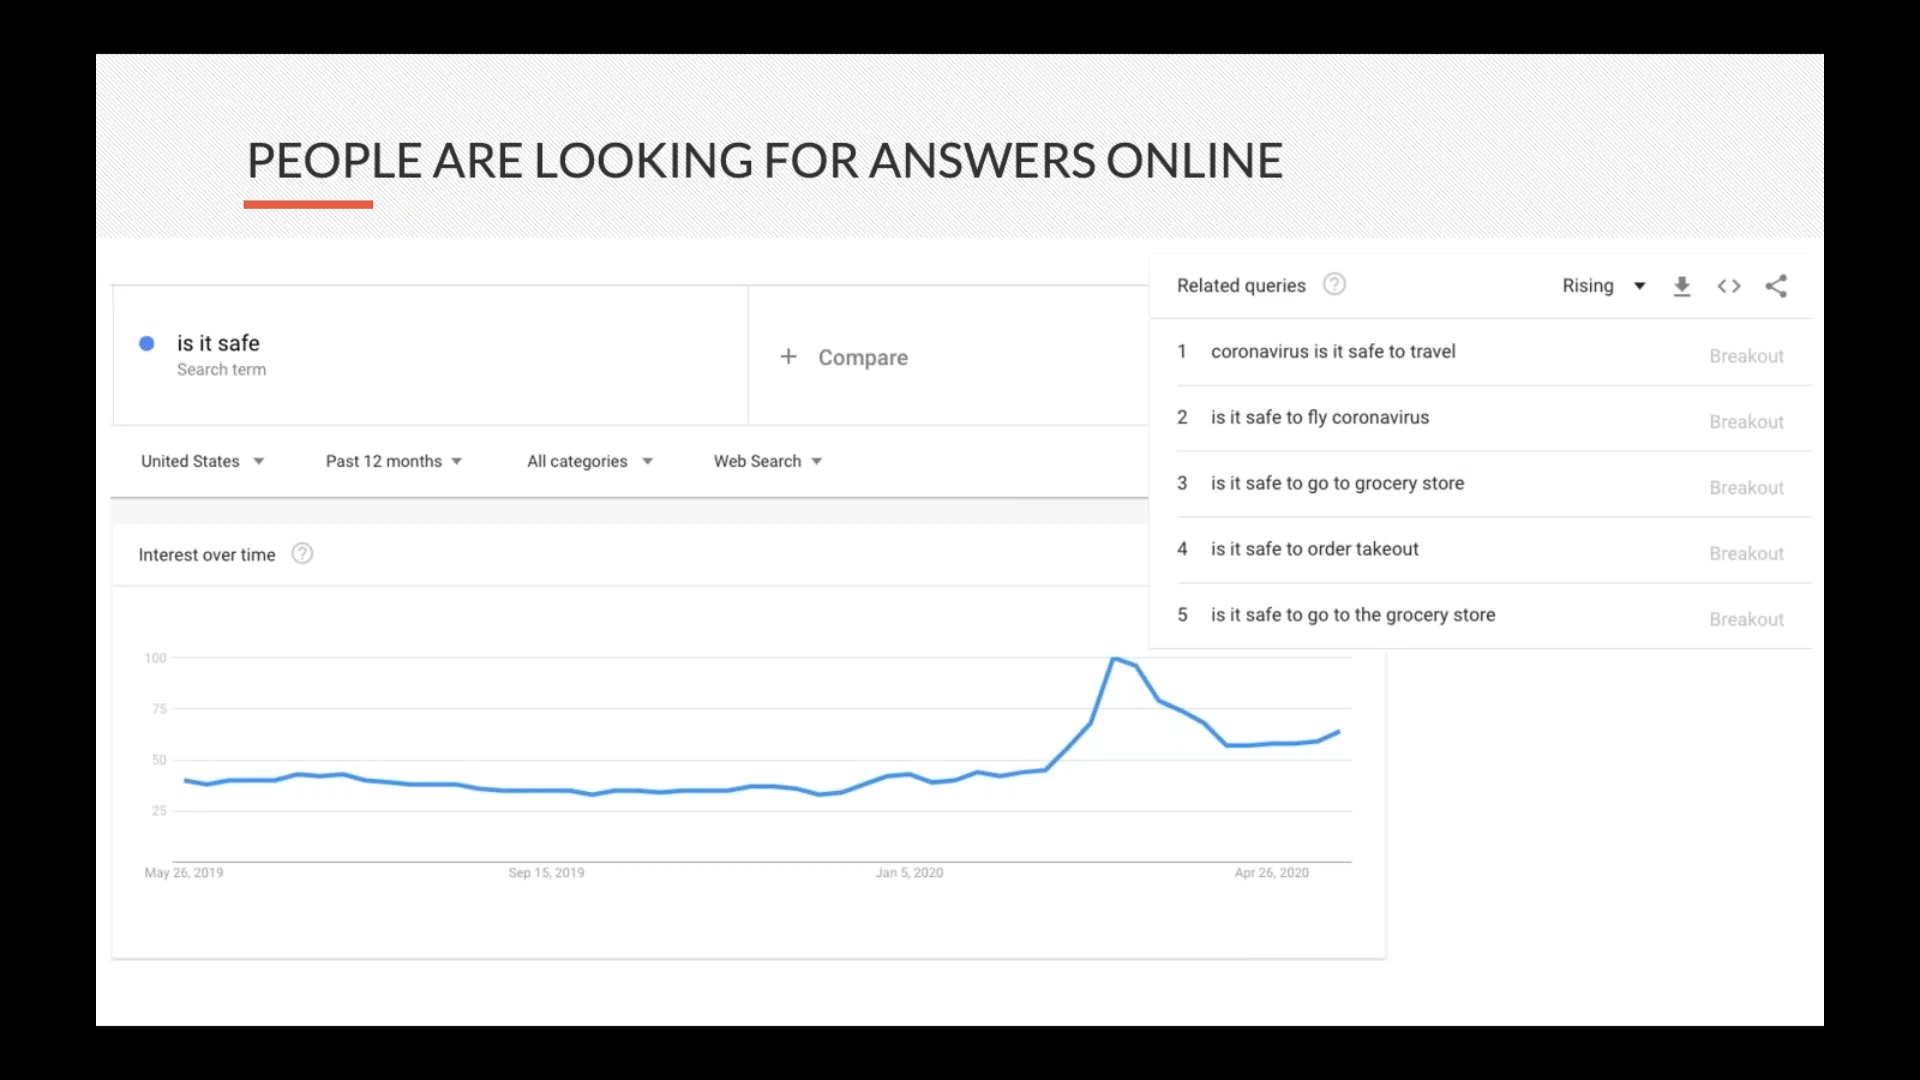 PEOPLE ARE LOOKING FOR ANSWERS ONLINE
is it safe
Search term
+ Compare
United States
Past 12 months
All categories
Web Search
Interest over time ?
100
75
50
25
May 26, 2019
Sep 15, 2019
Jan 5, 2020
Apr 26, 2020
Related queries ?
Rising
1 coronavirus is it safe to travel Breakout
2 is it safe to fly coronavirus Breakout
3 is it safe to go to grocery store Breakout
4 is it safe to order takeout Breakout
5 is it safe to go to the grocery store Breakout